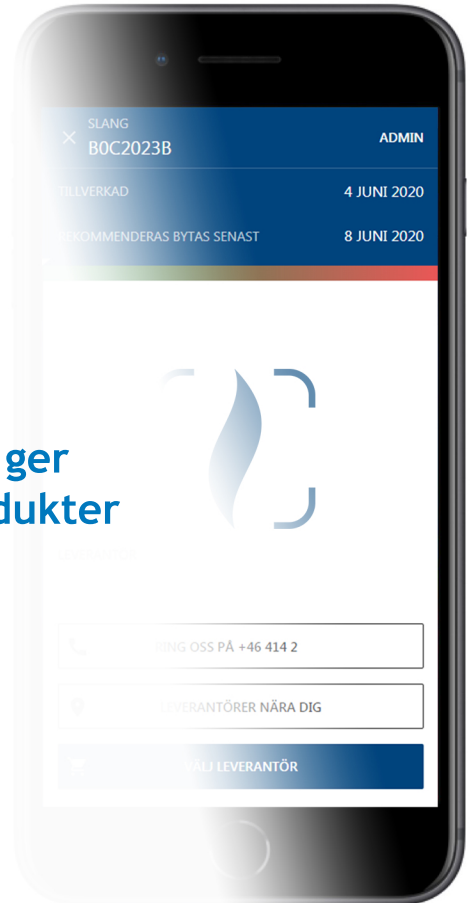 SLANG
B0C2023B
ADMIN
TILLVERKAD 4 JUNI 2020
REKOMMENDERAS BYTAS SENAST 8 JUNI 2020
ger
dukter
RING OSS PÅ +46 414 2
LEVERANTÖRER NÄRA DIG
VÄLJ LEVERANTÖR